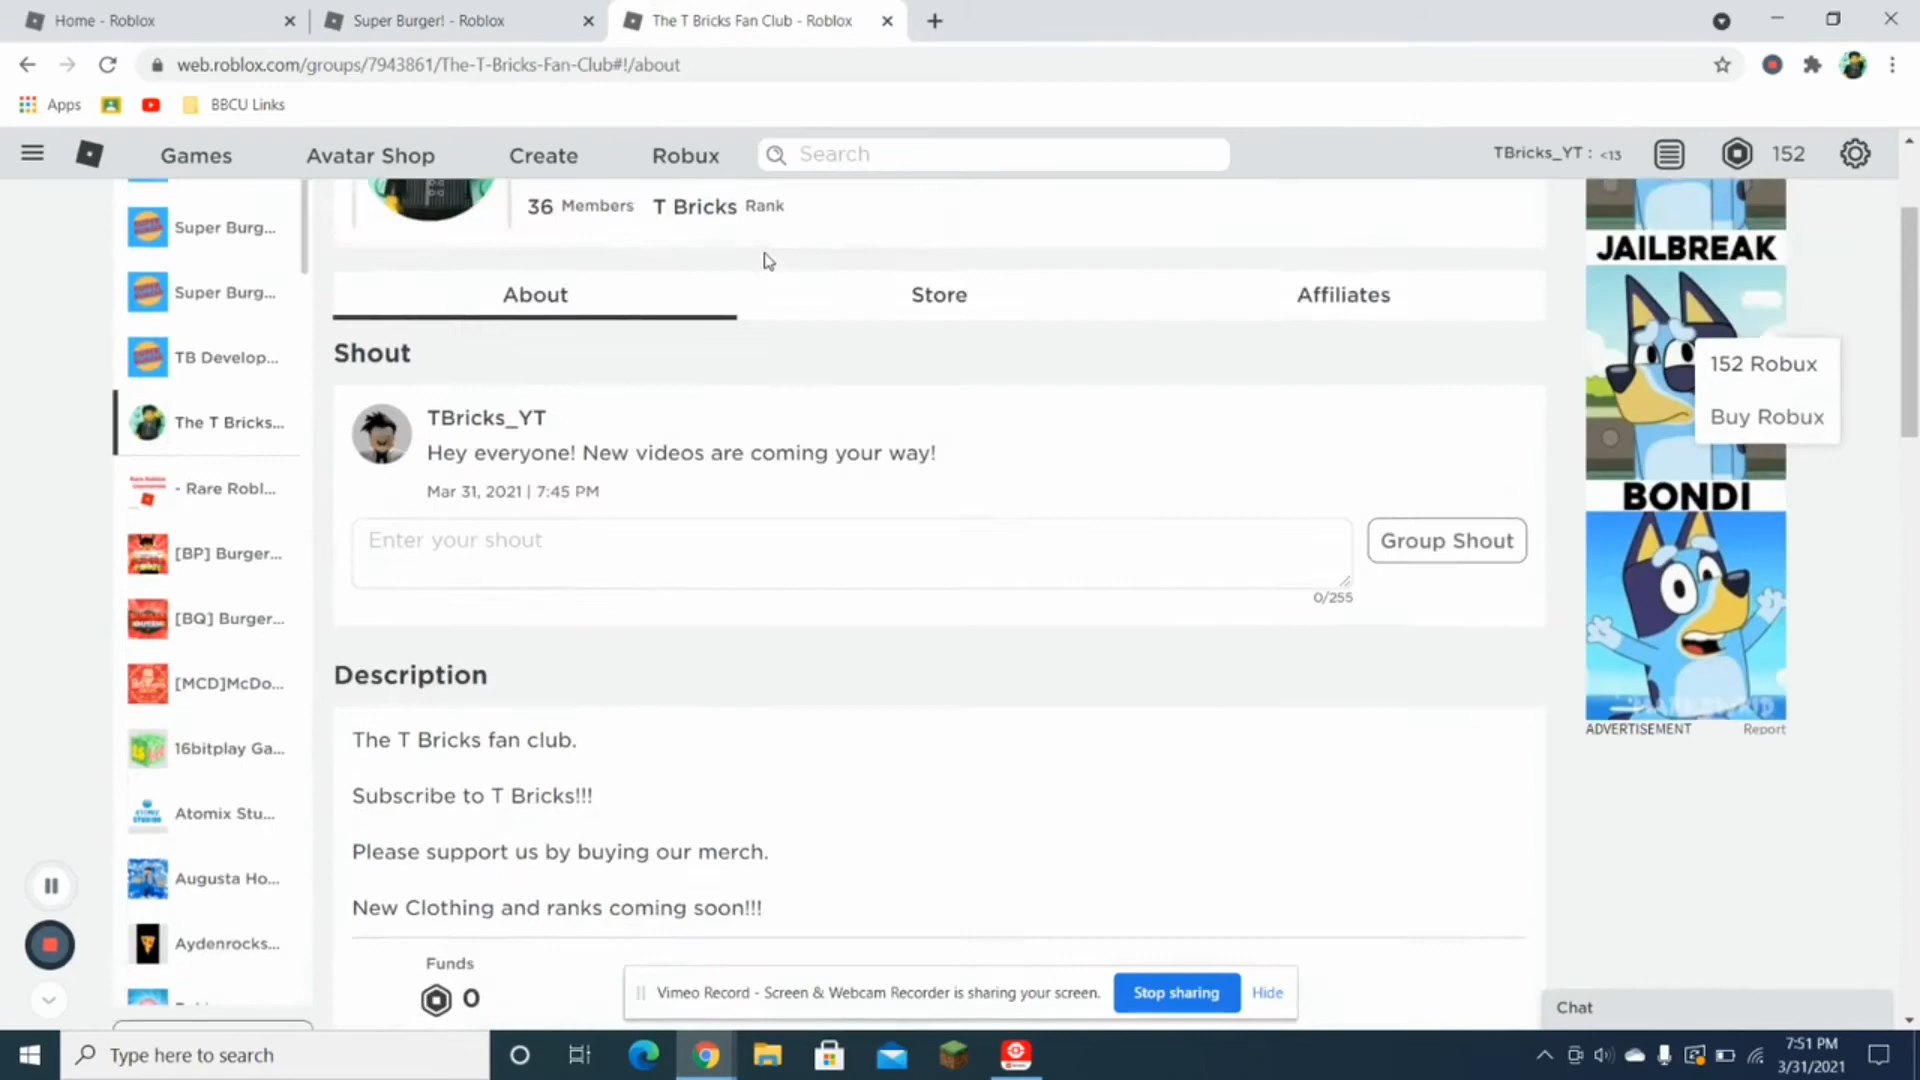 Home - Roblox
Super Burger! - Roblox
The T Bricks Fan Club - Roblox
web.roblox.com/groups/7943861/The-T-Bricks-Fan-Club#!/about
Apps
BBCU Links
Games
Avatar Shop
Create
Robux
Search
TBricks_YT : <13
152
36 Members
T Bricks Rank
Super Burg...
Super Burg...
TB Develop...
The T Bricks...
- Rare Robl...
[BP] Burger...
[BQ] Burger...
[MCD]McDo...
16bitplay Ga...
Atomix Stu...
Augusta Ho...
Aydenrocks...
About
Store
Affiliates
Shout
TBricks_YT
Hey everyone! New videos are coming your way!
Mar 31, 2021 | 7:45 PM
Enter your shout
Group Shout
0/255
Description
The T Bricks fan club.
Subscribe to T Bricks!!!
Please support us by buying our merch.
New Clothing and ranks coming soon!!!
Funds
0
JAILBREAK
152 Robux
Buy Robux
BONDI
ADVERTISEMENT
Report
Vimeo Record - Screen & Webcam Recorder is sharing your screen.
Stop sharing
Hide
Chat
Type here to search
7:51 PM
3/31/2021